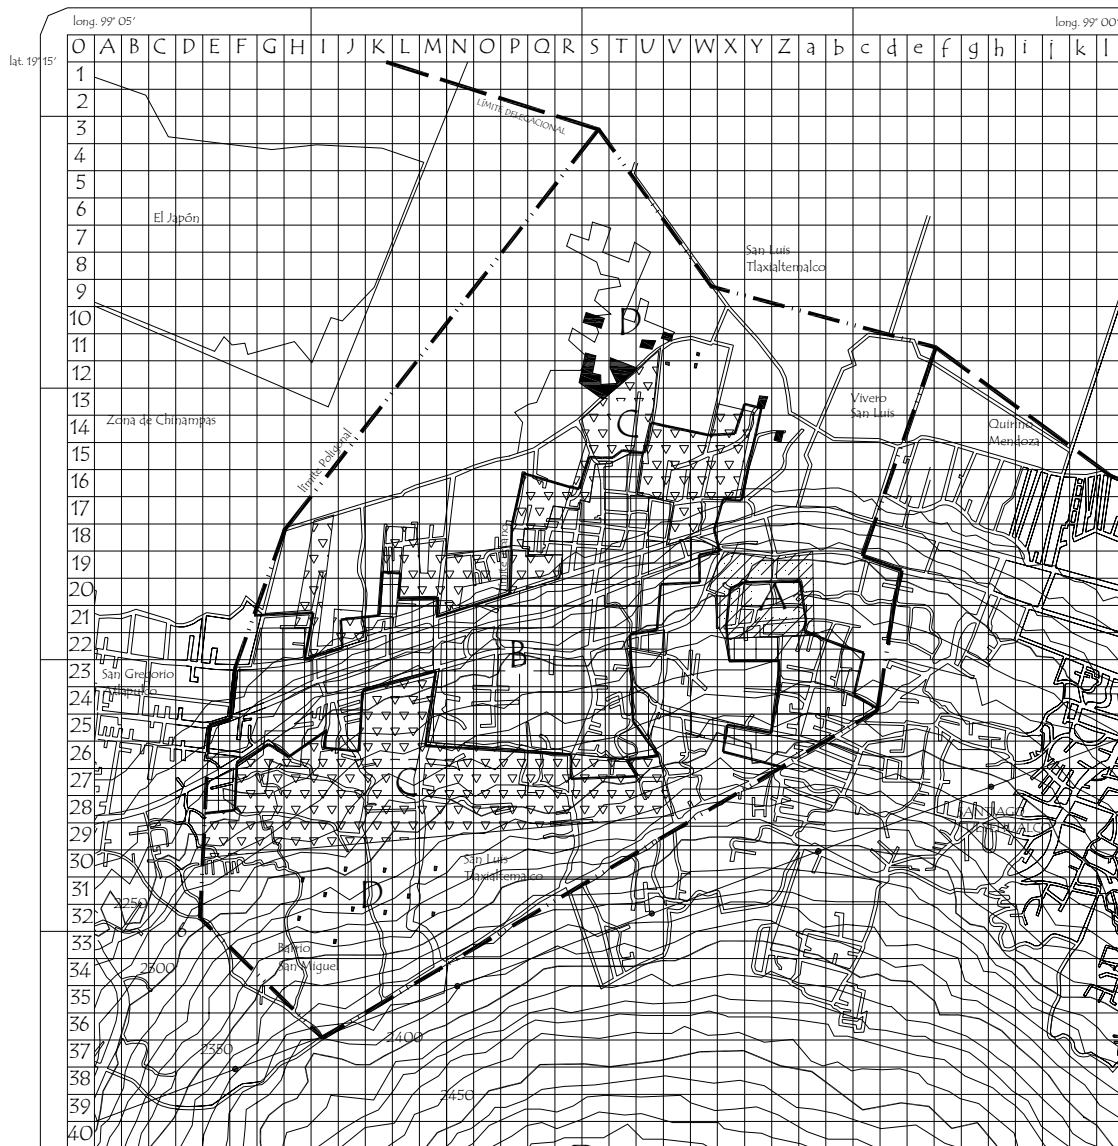 long. 99° 05'
long. 99° 00'
0 A B C D E F G H I J K L M N O P Q R S T U V W X Y Z a b c d e f g h i j k l
lat. 19° 15'
1
2
LÍMITE DELEGACIONAL
3
4
5
6
El Japón
7
San Luis
8
Tlaxialtemalco
9
10
D
11
12
13
Vivero
San Luis
14
Zona de Chinampas
C
Quirino
Mendoza
15
límite Poligonal
16
17
18
19
20
A
21
22
B
23
San Gregorio
Atlapulco
24
25
26
27
C
28
SAN JAGO
29
30
San Luis
Tlaxialtemalco
31
D
2250
32
33
Barrio
San Miguel
34
2300
35
36
37
2400
2350
38
39
2450
40